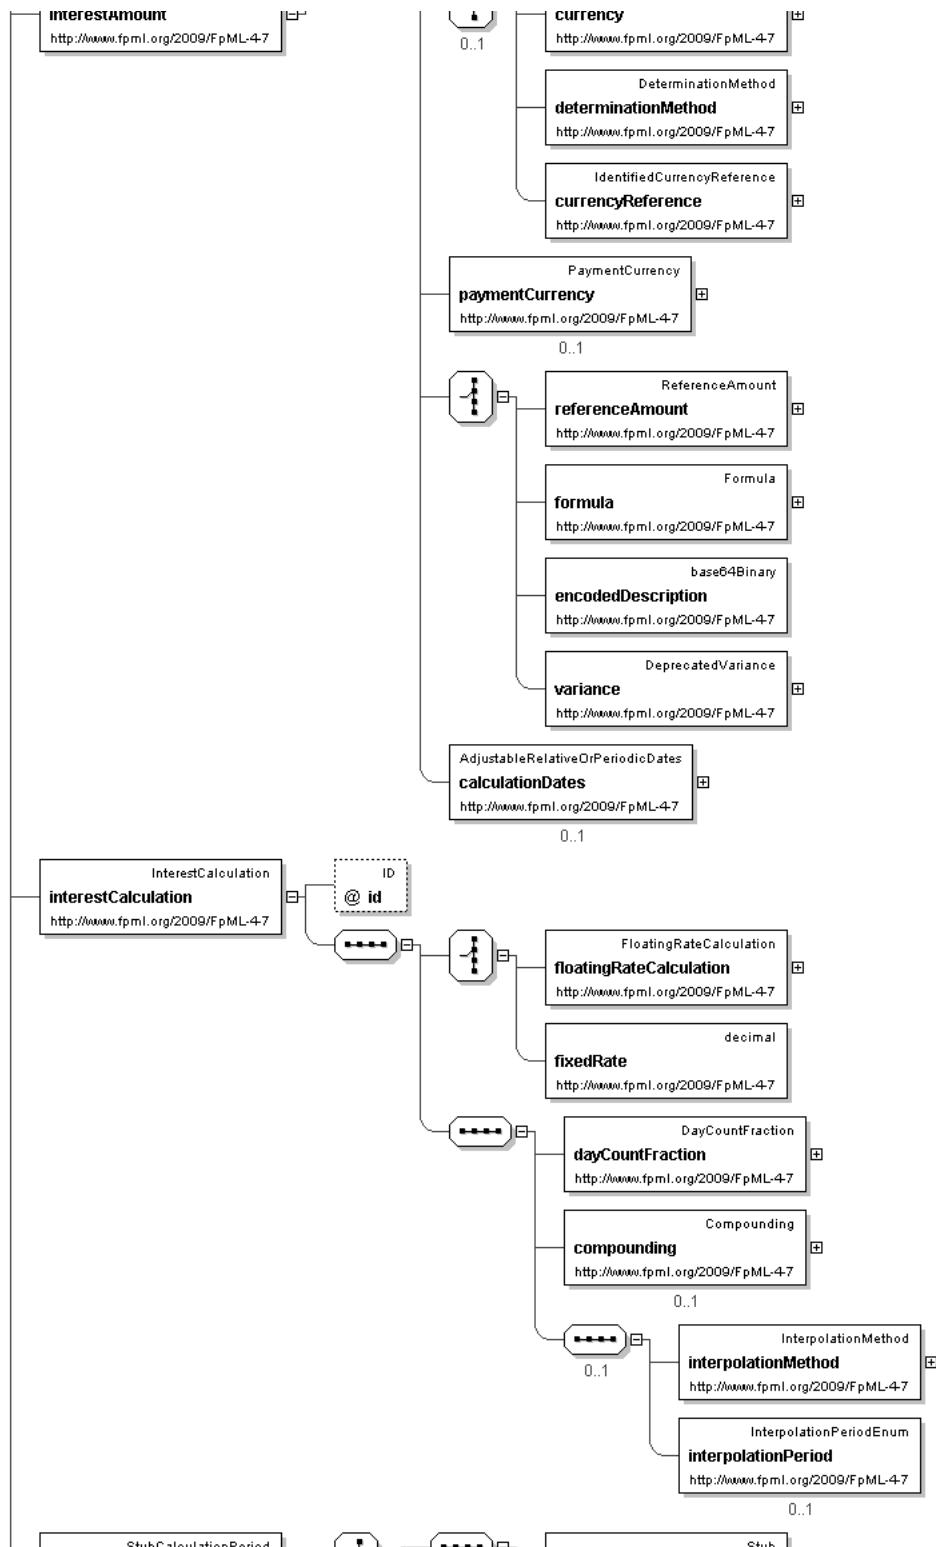 interestAmount
http://www.fpml.org/2009/FpML-4-7
0..1
currency
http://www.fpml.org/2009/FpML-4-7
DeterminationMethod
determinationMethod
http://www.fpml.org/2009/FpML-4-7
IdentifiedCurrencyReference
currencyReference
http://www.fpml.org/2009/FpML-4-7
PaymentCurrency
paymentCurrency
http://www.fpml.org/2009/FpML-4-7
0..1
ReferenceAmount
referenceAmount
http://www.fpml.org/2009/FpML-4-7
Formula
formula
http://www.fpml.org/2009/FpML-4-7
base64Binary
encodedDescription
http://www.fpml.org/2009/FpML-4-7
DeprecatedVariance
variance
http://www.fpml.org/2009/FpML-4-7
AdjustableRelativeOrPeriodicDates
calculationDates
http://www.fpml.org/2009/FpML-4-7
0..1
InterestCalculation
interestCalculation
http://www.fpml.org/2009/FpML-4-7
ID
@ id
FloatingRateCalculation
floatingRateCalculation
http://www.fpml.org/2009/FpML-4-7
decimal
fixedRate
http://www.fpml.org/2009/FpML-4-7
DayCountFraction
dayCountFraction
http://www.fpml.org/2009/FpML-4-7
Compounding
compounding
http://www.fpml.org/2009/FpML-4-7
0..1
0..1
InterpolationMethod
interpolationMethod
http://www.fpml.org/2009/FpML-4-7
InterpolationPeriodEnum
interpolationPeriod
http://www.fpml.org/2009/FpML-4-7
0..1
StubCalculationPeriod
Stub